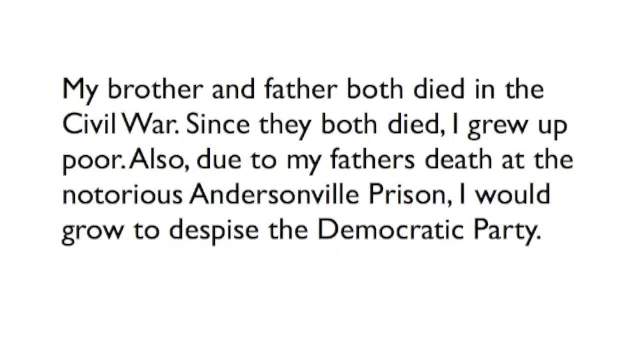 My brother and father both died in the
Civil War. Since they both died, I grew up
poor. Also, due to my fathers death at the
notorious Andersonville Prison, I would
grow to despise the Democratic Party.